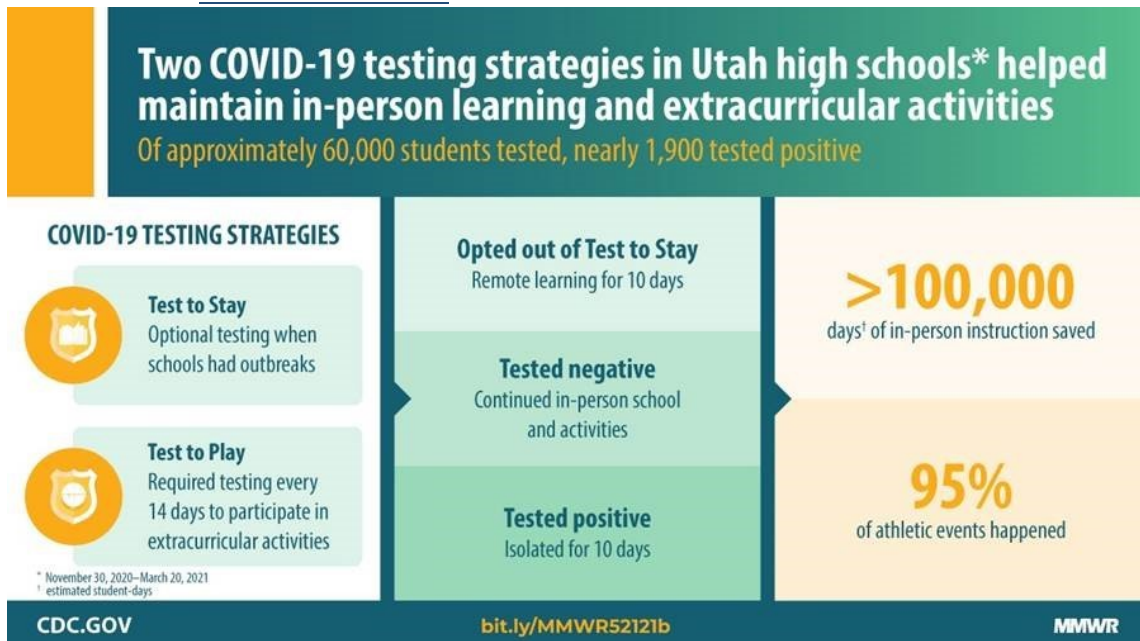 Two COVID-19 testing strategies in Utah high schools* helped
maintain in-person learning and extracurricular activities
Of approximately 60,000 students tested, nearly 1,900 tested positive
COVID-19 TESTING STRATEGIES
Test to Stay
Optional testing when
schools had outbreaks
Test to Play
Required testing every
14 days to participate in
extracurricular activities
* November 30, 2020–March 20, 2021
† estimated student-days
Opted out of Test to Stay
Remote learning for 10 days
Tested negative
Continued in-person school
and activities
Tested positive
Isolated for 10 days
>100,000
days† of in-person instruction saved
95%
of athletic events happened
CDC.GOV
bit.ly/MMWR52121b
MMWR